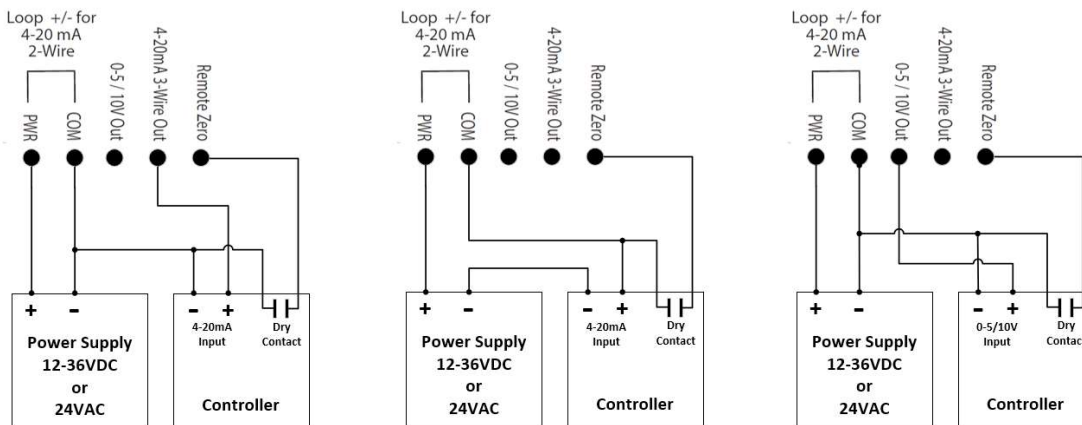 Loop +/- for
4-20 mA
2-Wire
PWR
COM
0-5 / 10V Out
4-20mA 3-Wire Out
Remote Zero
+
-
-
+
4-20mA
Input
Dry
Contact
Power Supply
12-36VDC
or
24VAC
Controller
Loop +/- for
4-20 mA
2-Wire
PWR
COM
0-5 / 10V Out
4-20mA 3-Wire Out
Remote Zero
+
-
-
+
4-20mA
Input
Dry
Contact
Power Supply
12-36VDC
or
24VAC
Controller
Loop +/- for
4-20 mA
2-Wire
PWR
COM
0-5 / 10V Out
4-20mA 3-Wire Out
Remote Zero
+
-
-
+
0-5/10V
Input
Dry
Contac
Power Supply
12-36VDC
or
24VAC
Controller